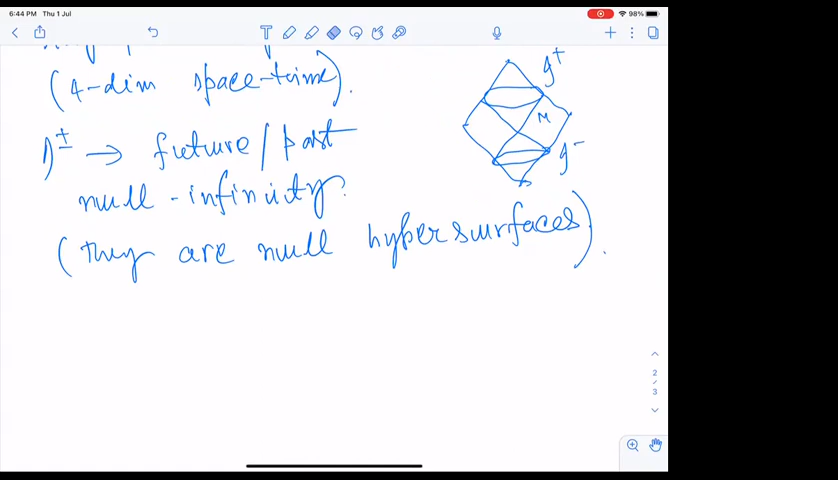 6:44 PM Thu 1 Jul
98%
(4-dim space-time).
I± → future/past
null-infinity.
(They are null hypersurfaces).
I+
M
I-
2
/
3